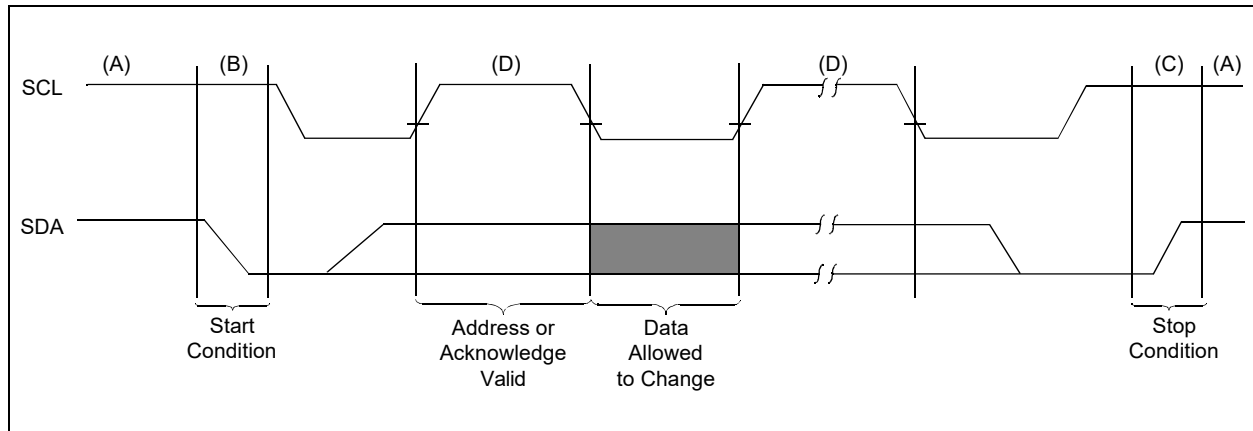 (A)
(B)
(D)
(D)
(C)
(A)
SCL
SDA
Start
Condition
Address or
Acknowledge
Valid
Data
Allowed
to Change
Stop
Condition